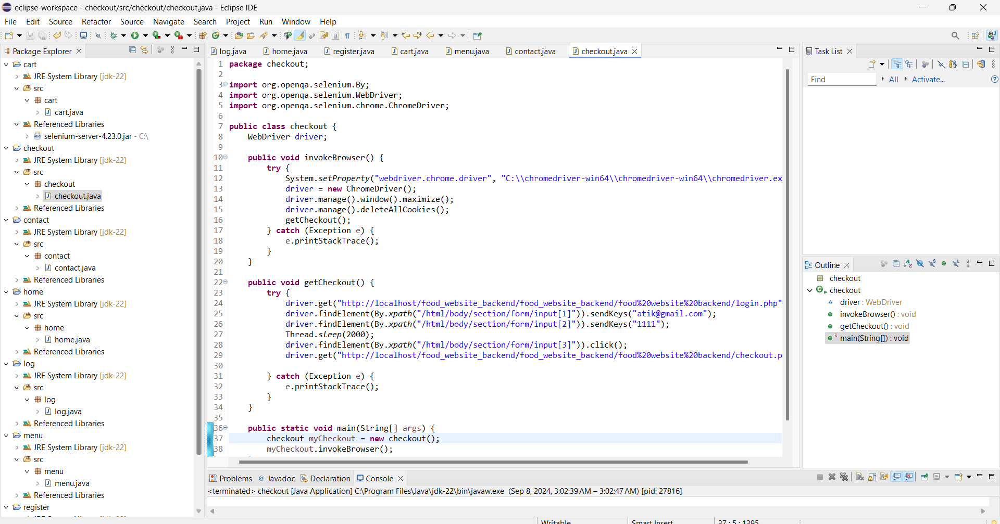 eclipse-workspace - checkout/src/checkout/checkout.java - Eclipse IDE
File Edit Source Refactor Source Navigate Search Project Run Window Help
Package Explorer
cart
JRE System Library [jdk-22]
src
cart
cart.java
Referenced Libraries
selenium-server-4.23.0.jar - C:\
checkout
JRE System Library [jdk-22]
src
checkout
checkout.java
Referenced Libraries
contact
JRE System Library [jdk-22]
src
contact
contact.java
Referenced Libraries
home
JRE System Library [jdk-22]
src
home
home.java
Referenced Libraries
log
JRE System Library [jdk-22]
src
log
log.java
Referenced Libraries
menu
JRE System Library [jdk-22]
src
menu
menu.java
Referenced Libraries
register
log.java home.java register.java cart.java menu.java contact.java checkout.java
1 package checkout;
2
3 import org.openqa.selenium.By;
4 import org.openqa.selenium.WebDriver;
5 import org.openqa.selenium.chrome.ChromeDriver;
6
7 public class checkout {
8 WebDriver driver;
9
10 public void invokeBrowser() {
11 try {
12 System.setProperty("webdriver.chrome.driver", "C:\\chromedriver-win64\\chromedriver-win64\\chromedriver.ex
13 driver = new ChromeDriver();
14 driver.manage().window().maximize();
15 driver.manage().deleteAllCookies();
16 getCheckout();
17 } catch (Exception e) {
18 e.printStackTrace();
19 }
20 }
21
22 public void getCheckout() {
23 try {
24 driver.get("http://localhost/food_website_backend/food_website_backend/food%20website%20backend/login.php"
25 driver.findElement(By.xpath("/html/body/section/form/input[1]")).sendKeys("atik@gmail.com");
26 driver.findElement(By.xpath("/html/body/section/form/input[2]")).sendKeys("1111");
27 Thread.sleep(2000);
28 driver.findElement(By.xpath("/html/body/section/form/input[3]")).click();
29 driver.get("http://localhost/food_website_backend/food_website_backend/food%20website%20backend/checkout.p
30
31 } catch (Exception e) {
32 e.printStackTrace();
33 }
34 }
35
36 public static void main(String[] args) {
37 checkout myCheckout = new checkout();
38 myCheckout.invokeBrowser();
Task List
Find All Activate...
Outline
checkout
checkout
driver : WebDriver
invokeBrowser() : void
getCheckout() : void
main(String[]) : void
Problems Javadoc Declaration Console
<terminated> checkout [Java Application] C:\Program Files\Java\jdk-22\bin\javaw.exe (Sep 8, 2024, 3:02:39 AM – 3:02:47 AM) [pid: 27816]
Writable Smart Insert 37 : 5 : 1395